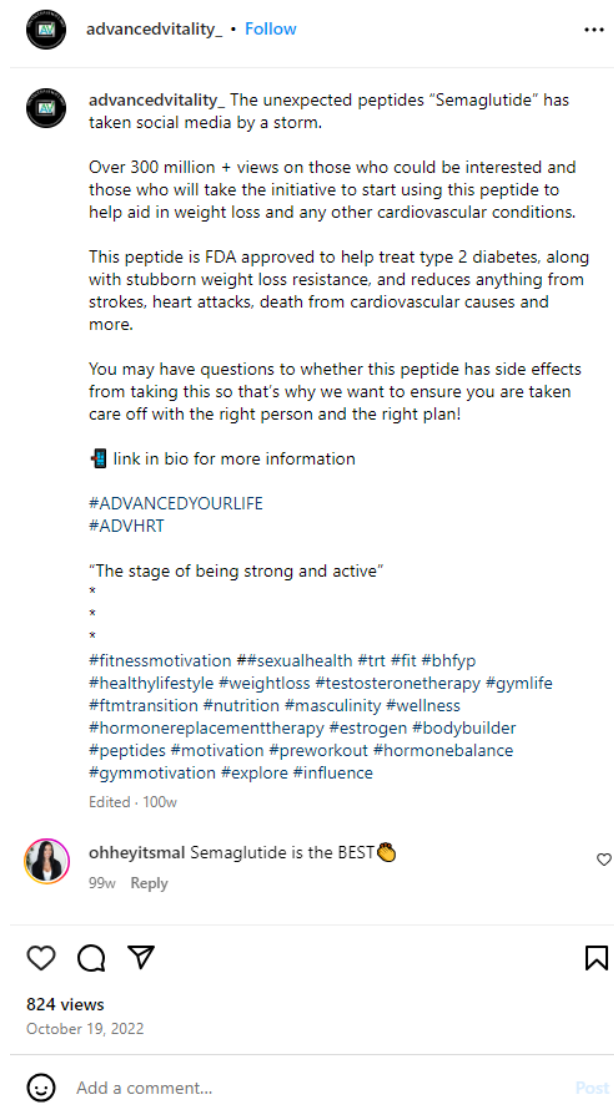 advancedvitality_ • Follow
advancedvitality_ The unexpected peptides “Semaglutide” has
taken social media by a storm.
Over 300 million + views on those who could be interested and
those who will take the initiative to start using this peptide to
help aid in weight loss and any other cardiovascular conditions.
This peptide is FDA approved to help treat type 2 diabetes, along
with stubborn weight loss resistance, and reduces anything from
strokes, heart attacks, death from cardiovascular causes and
more.
You may have questions to whether this peptide has side effects
from taking this so that’s why we want to ensure you are taken
care off with the right person and the right plan!
📲 link in bio for more information
#ADVANCEDYOURLIFE
#ADVHRT
“The stage of being strong and active”
*
*
*
#fitnessmotivation ##sexualhealth #trt #fit #bhfyp
#healthylifestyle #weightloss #testosteronetherapy #gymlife
#ftmtransition #nutrition #masculinity #wellness
#hormonereplacementtherapy #estrogen #bodybuilder
#peptides #motivation #preworkout #hormonebalance
#gymmotivation #explore #influence
Edited · 100w
ohheyitsmal Semaglutide is the BEST👏
99w Reply
824 views
October 19, 2022
Add a comment...
Post